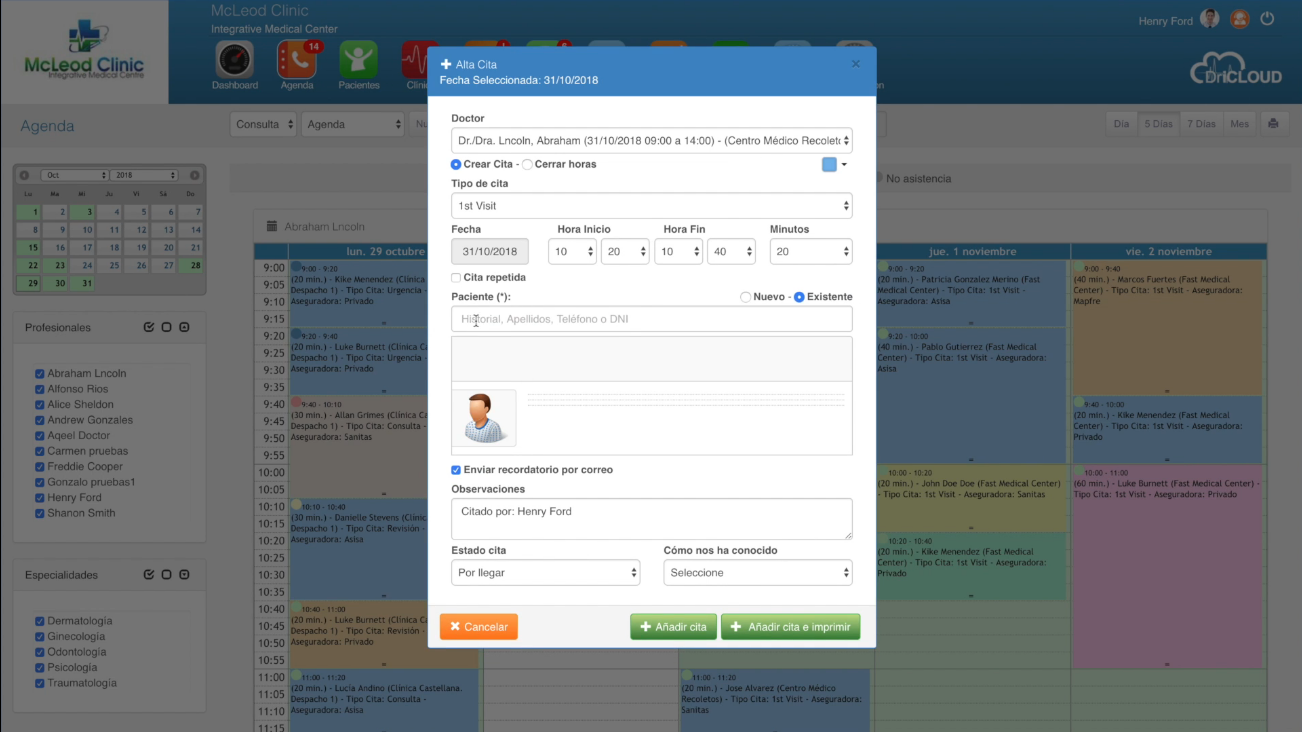 McLeod Clinic
Integrative Medical Center
McLeod Clinic
Integrative Medical Centre
Henry Ford
DriCLOUD
14
Dashboard
Agenda
Pacientes
Agenda
Consulta
Agenda
Día
5 Días
7 Días
Mes
No asistencia
Oct
2018
Lu Ma Mi Ju Vi Sá Do
1 2 3 4 5 6 7
8 9 10 11 12 13 14
15 16 17 18 19 20 21
22 23 24 25 26 27 28
29 30 31
Profesionales
Abraham Lncoln
Alfonso Rios
Alice Sheldon
Andrew Gonzales
Aqeel Doctor
Carmen pruebas
Freddie Cooper
Gonzalo pruebas1
Henry Ford
Shanon Smith
Especialidades
Dermatología
Ginecología
Odontología
Psicología
Traumatología
Abraham Lncoln
lun. 29 octubre
jue. 1 noviembre
vie. 2 noviembre
9:00
9:05
9:10
9:15
9:20
9:25
9:30
9:35
9:40
9:45
9:50
9:55
10:00
10:05
10:10
10:15
10:20
10:25
10:30
10:35
10:40
10:45
10:50
10:55
11:00
11:05
11:10
11:15
9:00 - 9:20
(20 min.) - Kike Menendez (Clínica
Despacho 1) - Tipo Cita: Urgencia -
Aseguradora: Privado
9:20 - 9:40
(20 min.) - Luke Burnett (Clínica
Despacho 1) - Tipo Cita: Urgencia -
Aseguradora: Privado
9:40 - 10:10
(30 min.) - Allan Grimes (Clínica
Despacho 1) - Tipo Cita: Consulta -
Aseguradora: Sanitas
10:10 - 10:40
(30 min.) - Danielle Stevens
Despacho 1) - Tipo Cita: Revisión -
Aseguradora: Asisa
10:40 - 11:00
(20 min.) - Luke Burnett (Clínica
Despacho 1) - Tipo Cita: Revisión -
Aseguradora: Privado
11:00 - 11:20
(20 min.) - Lucía Andino (Clínica Castellana.
Despacho 1) - Tipo Cita: Consulta -
Aseguradora: Asisa
11:00 - 11:20
(20 min.) - Jose Alvarez (Centro Médico
Recoletos) - Tipo Cita: 1st Visit - Aseguradora:
Sanitas
9:00 - 9:20
(20 min.) - Patricia Gonzalez Merino (Fast
Medical Center) - Tipo Cita: 1st Visit -
Aseguradora: Asisa
9:20 - 10:00
(40 min.) - Pablo Gutierrez (Fast Medical
Center) - Tipo Cita: 1st Visit - Aseguradora:
Asisa
10:00 - 10:20
(20 min.) - John Doe Doe (Fast Medical Center)
- Tipo Cita: 1st Visit - Aseguradora: Sanitas
10:20 - 10:40
(20 min.) - Kike Menendez (Fast Medical
Center) - Tipo Cita: 1st Visit - Aseguradora:
Privado
9:00 - 9:40
(40 min.) - Marcos Fuertes (Fast Medical
Center) - Tipo Cita: 1st Visit - Aseguradora:
Mapfre
9:40 - 10:00
(20 min.) - Kike Menendez (Fast Medical
Center) - Tipo Cita: 1st Visit - Aseguradora:
Privado
10:00 - 11:00
(60 min.) - Luke Burnett (Fast Medical Center) -
Tipo Cita: 1st Visit - Aseguradora: Privado
Alta Cita
Fecha Seleccionada: 31/10/2018
Doctor
Dr./Dra. Lncoln, Abraham (31/10/2018 09:00 a 14:00) - (Centro Médico Recoleto
Crear Cita - Cerrar horas
Tipo de cita
1st Visit
Fecha Hora Inicio Hora Fin Minutos
31/10/2018 10 20 10 40 20
Cita repetida
Paciente (*): Nuevo - Existente
Historial, Apellidos, Teléfono o DNI
Enviar recordatorio por correo
Observaciones
Citado por: Henry Ford
Estado cita Cómo nos ha conocido
Por llegar Seleccione
Cancelar
Añadir cita
Añadir cita e imprimir